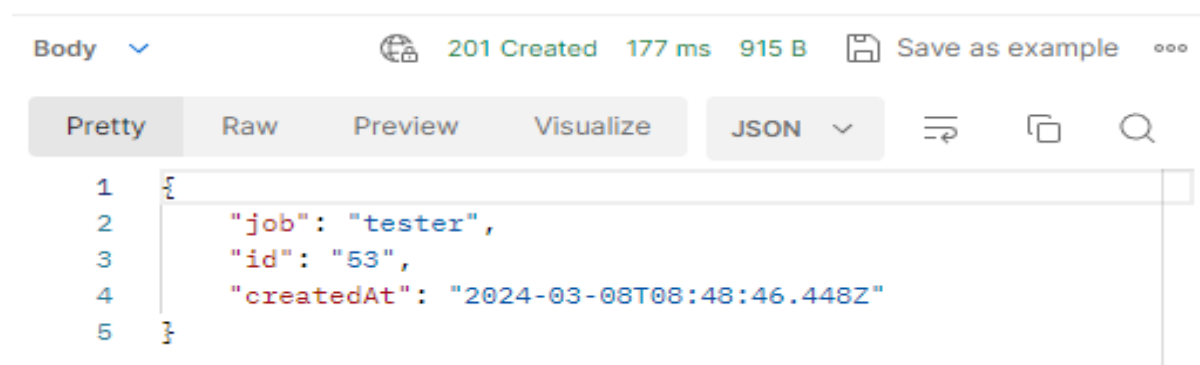 Body 201 Created 177 ms 915 B Save as example
Pretty Raw Preview Visualize JSON
1 {
2 "job": "tester",
3 "id": "53",
4 "createdAt": "2024-03-08T08:48:46.448Z"
5 }